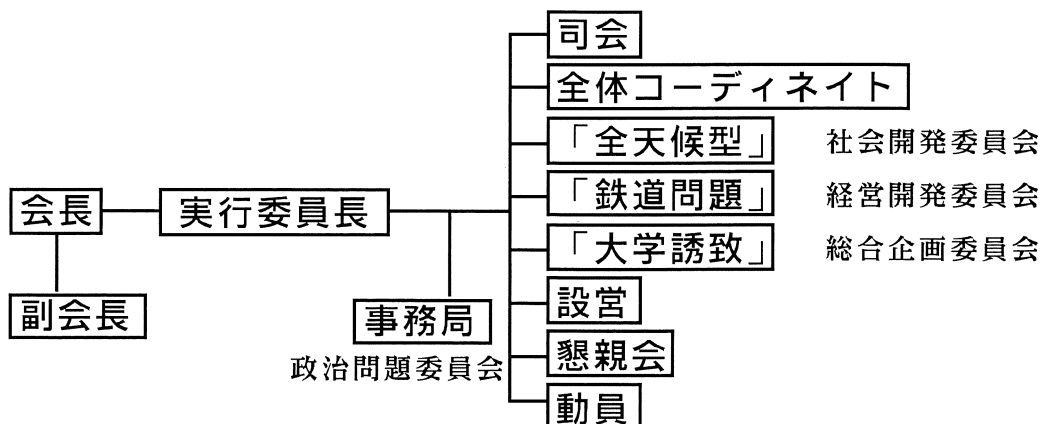 司会
全体コーディネイト
「全天候型」 社会開発委員会
「鉄道問題」 経営開発委員会
会長 実行委員長
「大学誘致」 総合企画委員会
設営
副会長 事務局
懇親会
政治問題委員会
動員